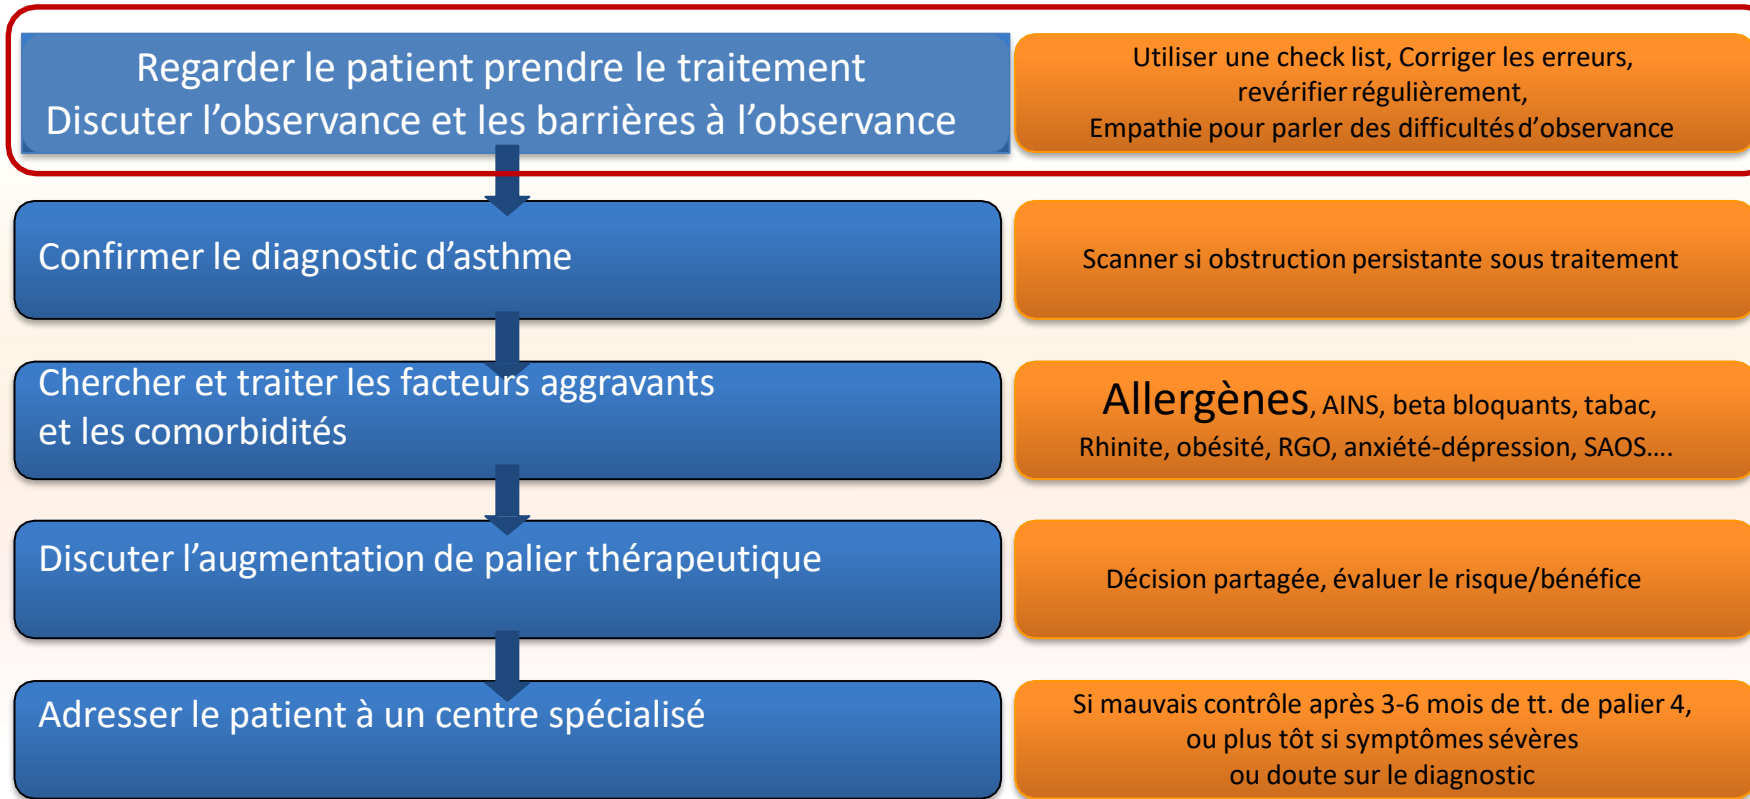 Regarder le patient prendre le traitement
Discuter l’observance et les barrières à l’observance
Utiliser une check list, Corriger les erreurs,
revérifier régulièrement,
Empathie pour parler des difficultés d’observance
Confirmer le diagnostic d’asthme
Scanner si obstruction persistante sous traitement
Chercher et traiter les facteurs aggravants
et les comorbidités
Allergènes, AINS, beta bloquants, tabac,
Rhinite, obésité, RGO, anxiété-dépression, SAOS....
Discuter l’augmentation de palier thérapeutique
Décision partagée, évaluer le risque/bénéfice
Adresser le patient à un centre spécialisé
Si mauvais contrôle après 3-6 mois de tt. de palier 4,
ou plus tôt si symptômes sévères
ou doute sur le diagnostic